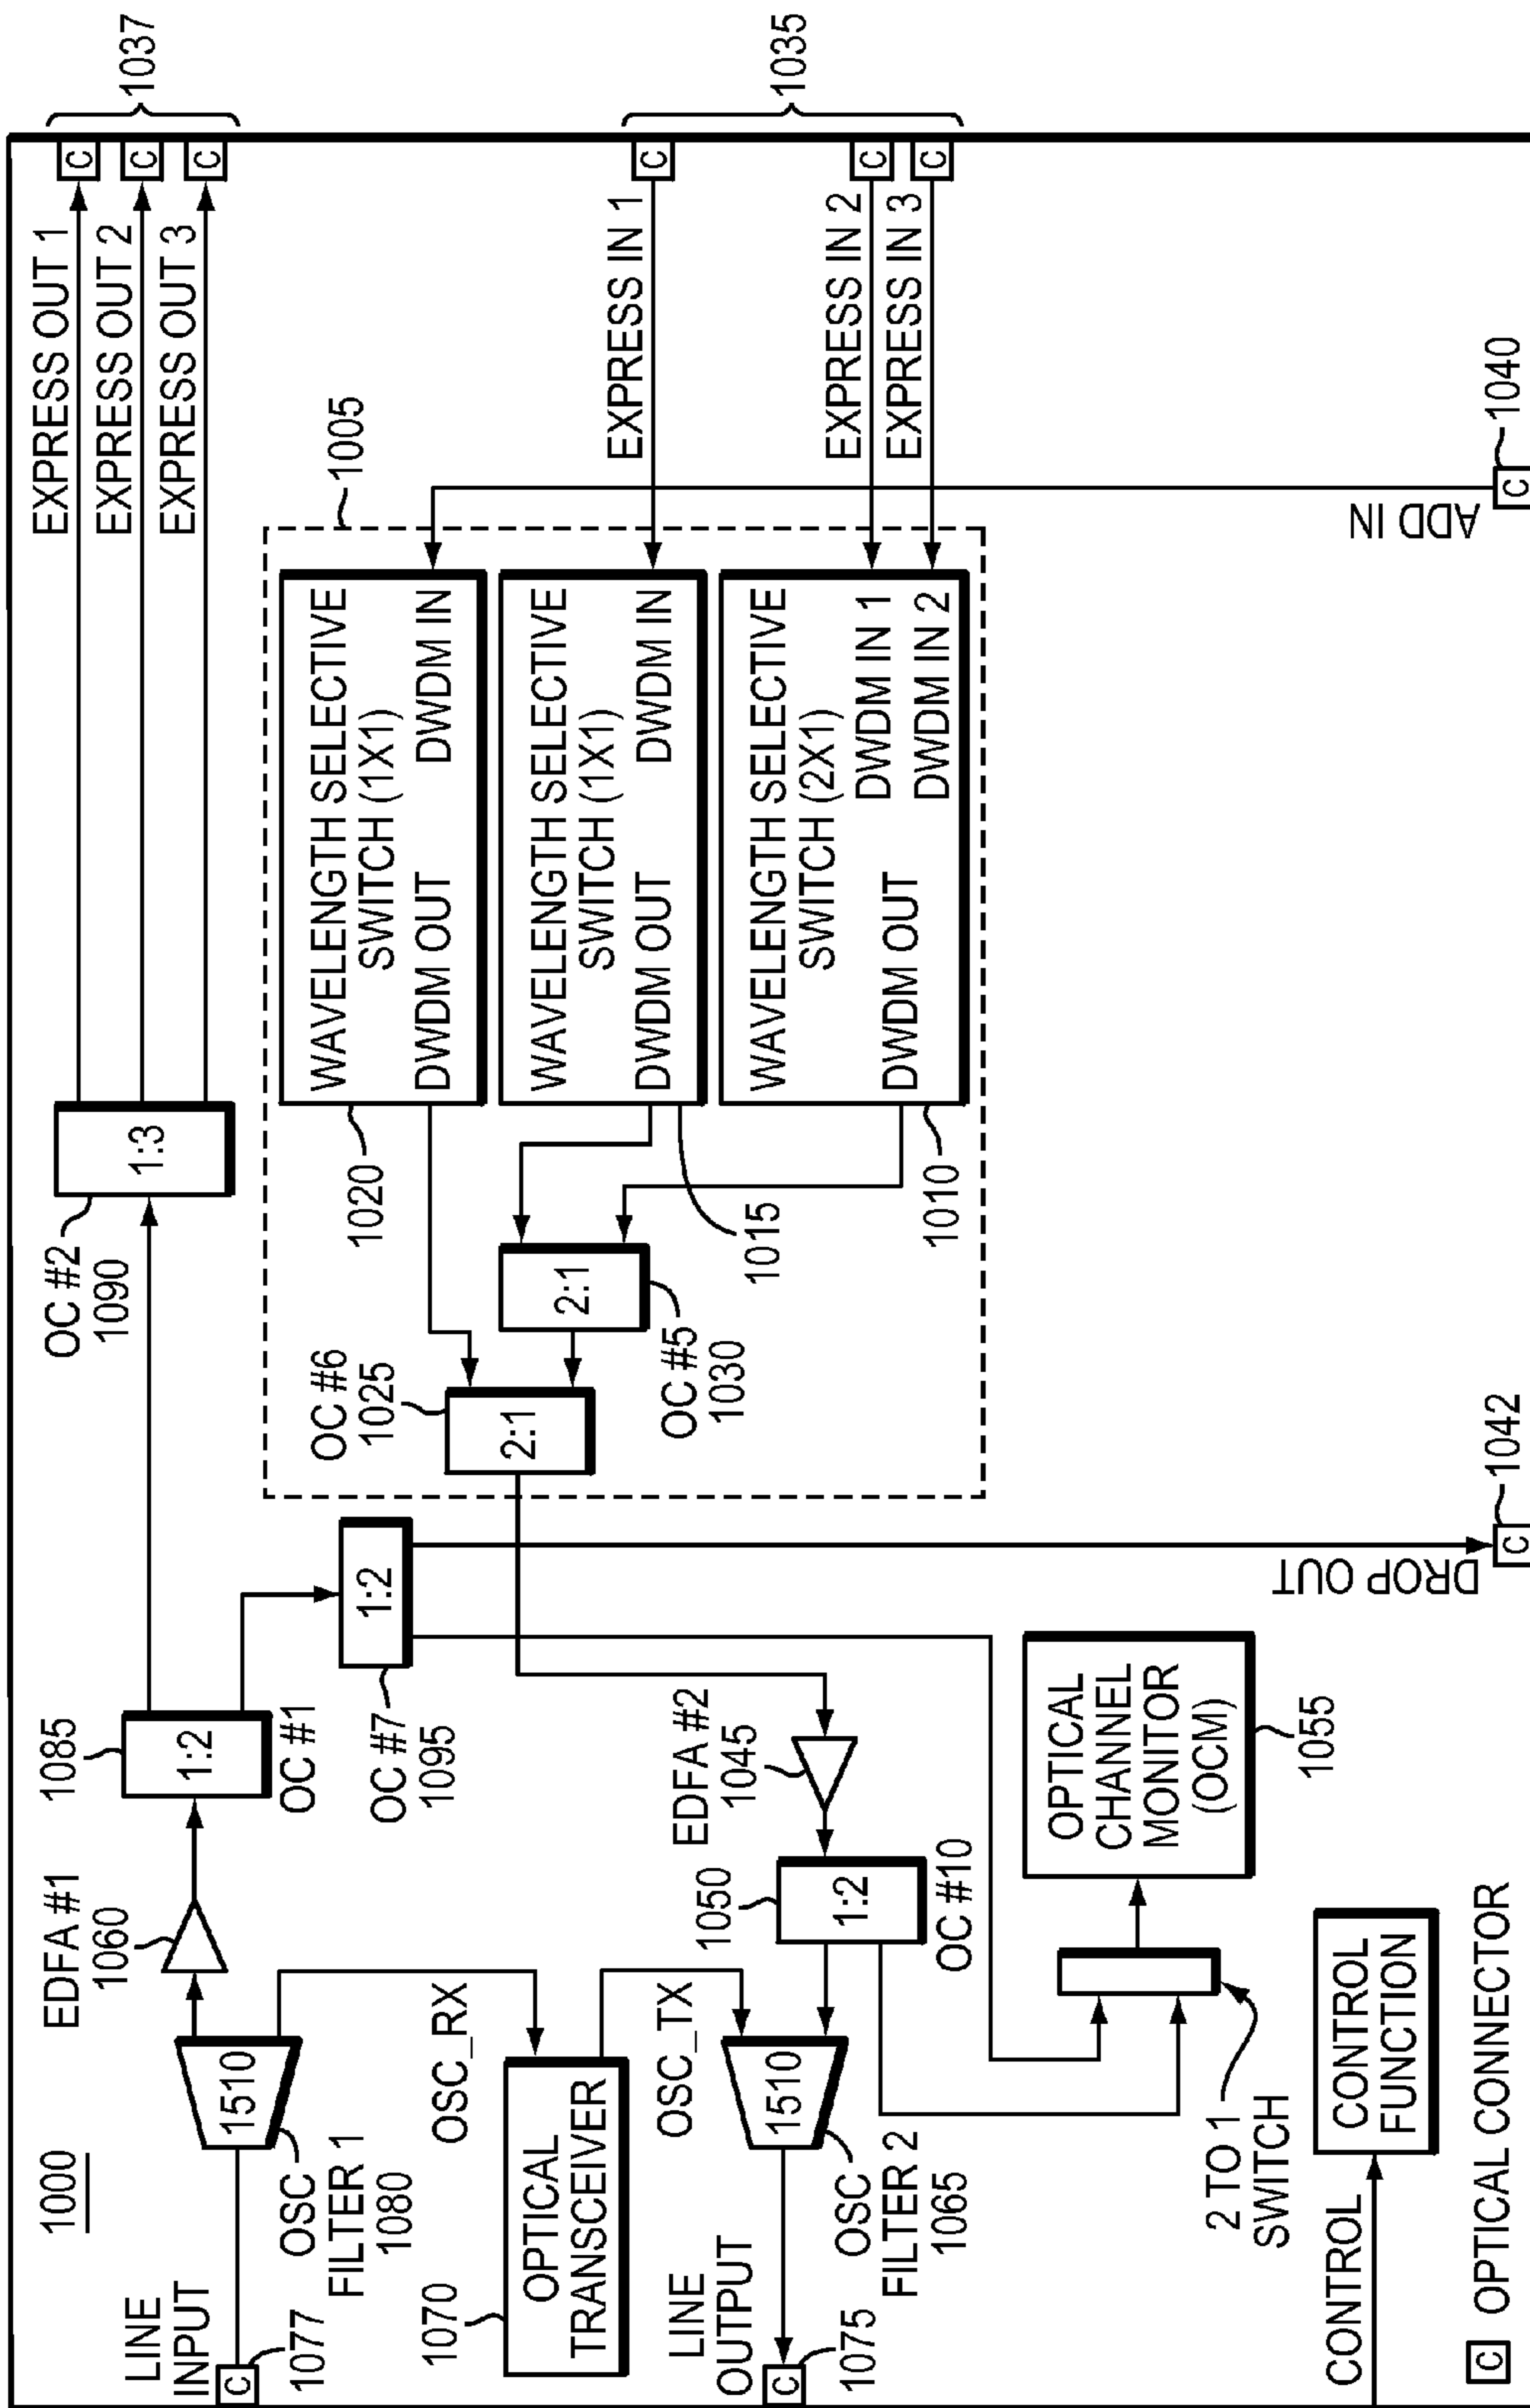 1000
LINE
INPUT
C
1077
OSC
FILTER 1
1080
1510
EDFA #1
1060
1085
1:2
OC #1
OC #7
1095
1:2
OC #2
1090
1:3
EXPRESS OUT 1
EXPRESS OUT 2
EXPRESS OUT 3
C
C
C
1037
1005
1020
WAVELENGTH SELECTIVE
SWITCH (1X1)
DWDM OUT
DWDM IN
WAVELENGTH SELECTIVE
SWITCH (1X1)
DWDM OUT
DWDM IN
1015
WAVELENGTH SELECTIVE
SWITCH (2X1)
DWDM IN 1
DWDM OUT
DWDM IN 2
1010
OC #6
1025
2:1
2:1
OC #5
1030
EXPRESS IN 1
EXPRESS IN 2
EXPRESS IN 3
C
C
C
1035
OSC_RX
1070
OPTICAL
TRANSCEIVER
OSC_TX
LINE
OUTPUT
C
1075
1510
OSC
FILTER 2
1065
EDFA #2
1045
1050
1:2
OC #10
OPTICAL
CHANNEL
MONITOR
(OCM)
1055
2 TO 1
SWITCH
CONTROL
CONTROL
FUNCTION
DROP OUT
C
1042
ADD IN
C
1040
C OPTICAL CONNECTOR